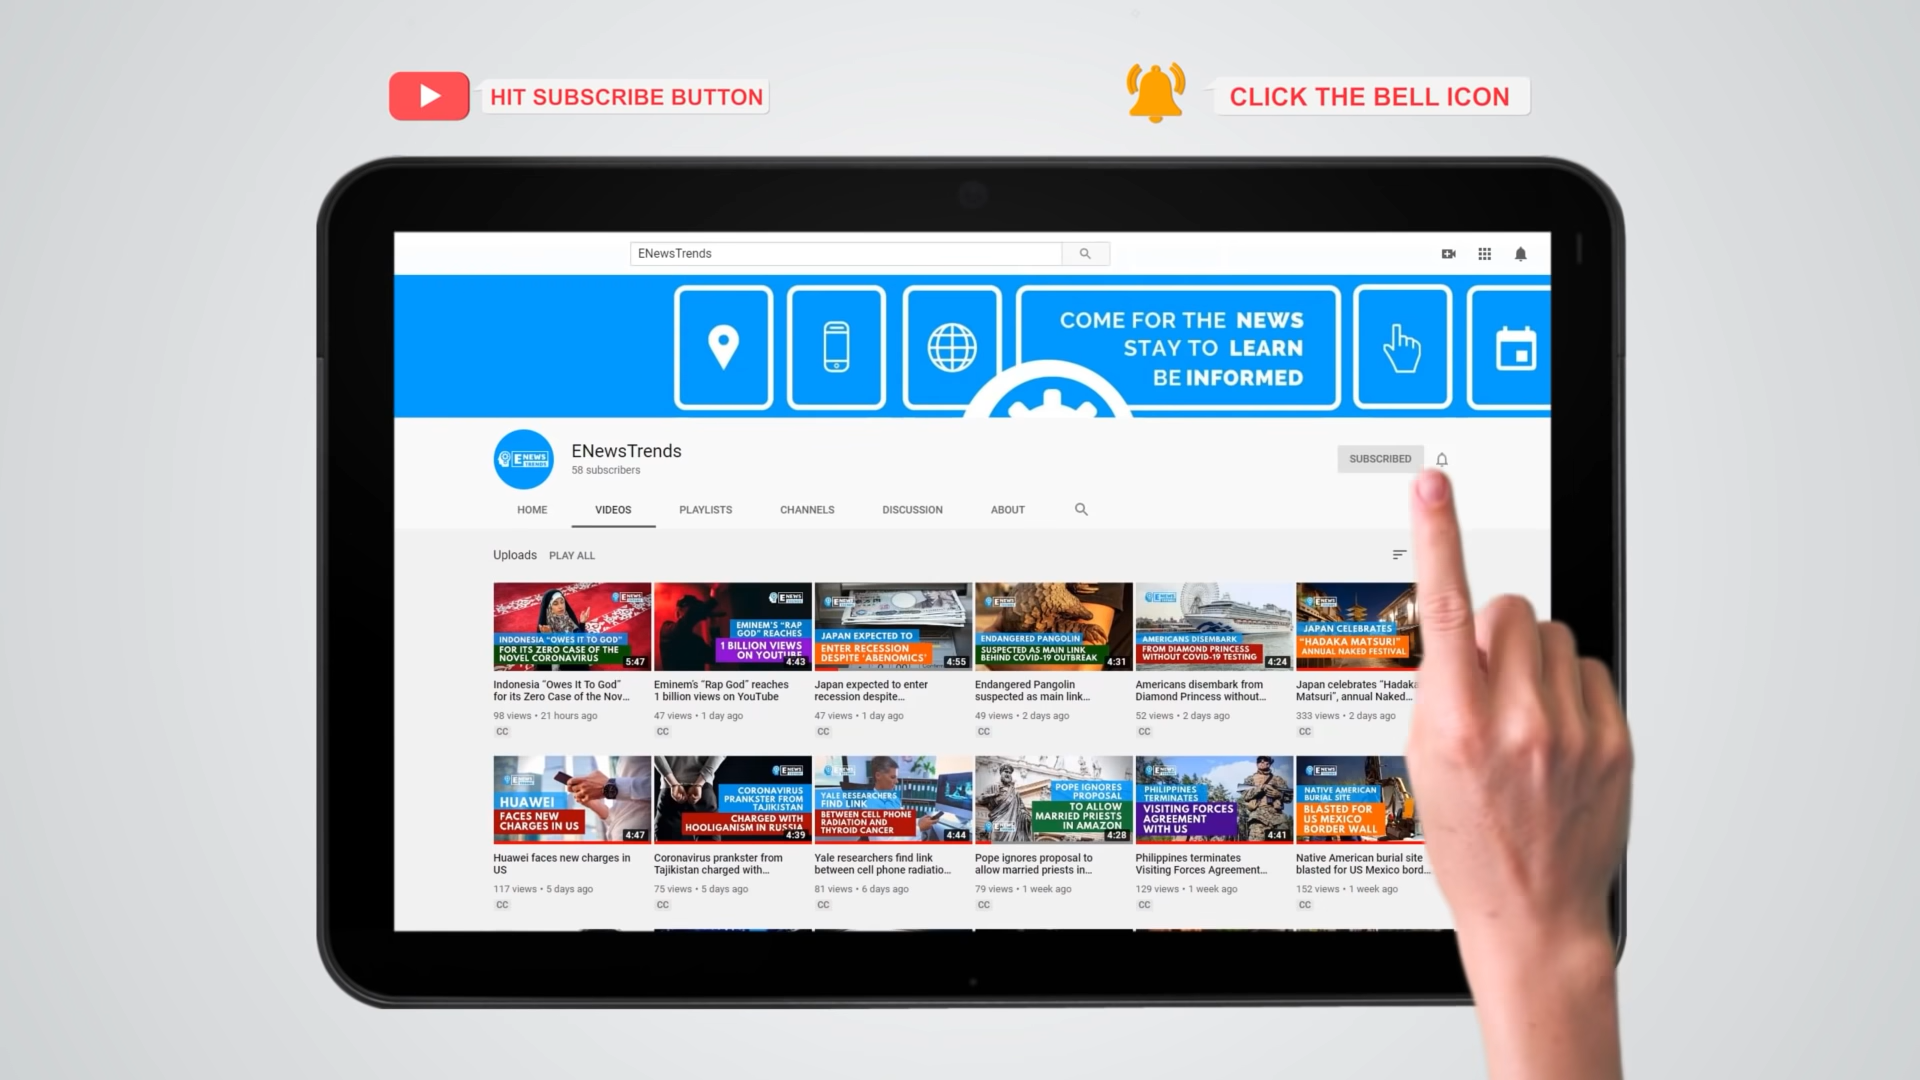 HIT SUBSCRIBE BUTTON
CLICK THE BELL ICON
ENewsTrends
COME FOR THE NEWS
STAY TO LEARN
BE INFORMED
E NEWS
TRENDS
ENewsTrends
58 subscribers
SUBSCRIBED
HOME VIDEOS PLAYLISTS CHANNELS DISCUSSION ABOUT
Uploads PLAY ALL
INDONESIA "OWES IT TO GOD"
FOR ITS ZERO CASE OF THE
NOVEL CORONAVIRUS
5:47
Indonesia "Owes It To God"
for its Zero Case of the Nov...
98 views • 21 hours ago
CC
EMINEM'S "RAP
GOD" REACHES
1 BILLION VIEWS
ON YOUTUBE
4:43
Eminem's "Rap God" reaches
1 billion views on YouTube
47 views • 1 day ago
CC
JAPAN EXPECTED TO
ENTER RECESSION
DESPITE 'ABENOMICS'
4:55
Japan expected to enter
recession despite...
47 views • 1 day ago
CC
ENDANGERED PANGOLIN
SUSPECTED AS MAIN LINK
BEHIND COVID-19 OUTBREAK
4:31
Endangered Pangolin
suspected as main link...
49 views • 2 days ago
CC
AMERICANS DISEMBARK
FROM DIAMOND PRINCESS
WITHOUT COVID-19 TESTING
4:24
Americans disembark from
Diamond Princess without...
52 views • 2 days ago
CC
JAPAN CELEBRATES
"HADAKA MATSURI"
ANNUAL NAKED FESTIVAL
Japan celebrates "Hadaka
Matsuri", annual Naked...
333 views • 2 days ago
CC
HUAWEI
FACES NEW
CHARGES IN US
4:47
Huawei faces new charges in
US
117 views • 5 days ago
CC
CORONAVIRUS
PRANKSTER FROM
TAJIKISTAN
CHARGED WITH
HOOLIGANISM IN RUSSIA
4:39
Coronavirus prankster from
Tajikistan charged with...
75 views • 5 days ago
CC
YALE RESEARCHERS
FIND LINK
BETWEEN CELL PHONE
RADIATION AND
THYROID CANCER
4:44
Yale researchers find link
between cell phone radiatio...
81 views • 6 days ago
CC
POPE IGNORES
PROPOSAL
TO ALLOW
MARRIED PRIESTS
IN AMAZON
4:28
Pope ignores proposal to
allow married priests in...
79 views • 1 week ago
CC
PHILIPPINES
TERMINATES
VISITING FORCES
AGREEMENT
WITH US
4:41
Philippines terminates
Visiting Forces Agreement...
129 views • 1 week ago
CC
NATIVE AMERICAN
BURIAL SITE
BLASTED FOR
US MEXICO
BORDER WALL
Native American burial site
blasted for US Mexico bord...
152 views • 1 week ago
CC